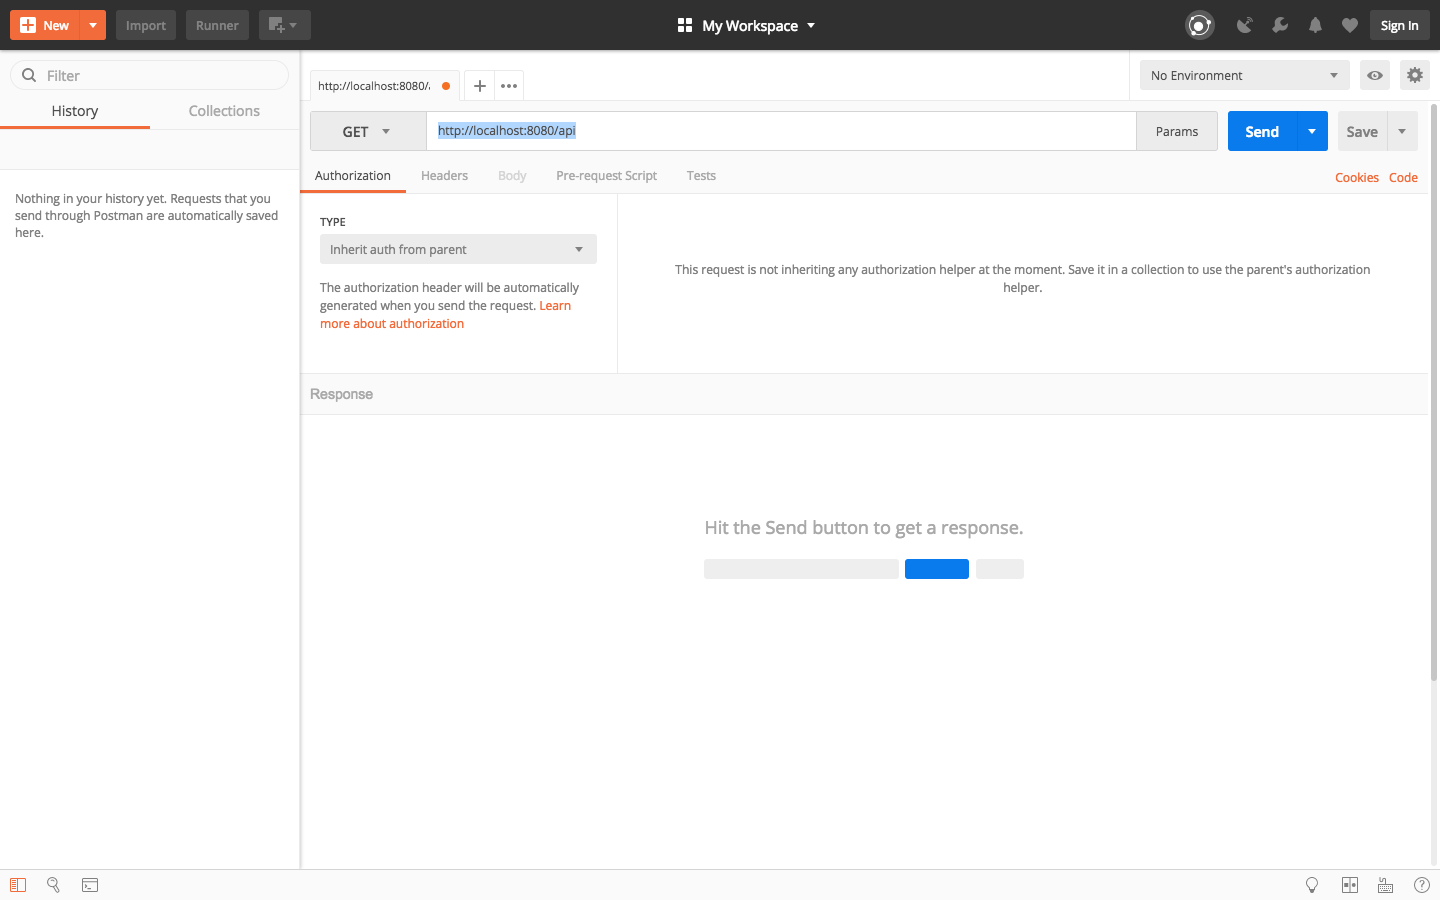 New
Import
Runner
My Workspace
Sign In
Filter
History
Collections
Nothing in your history yet. Requests that you
send through Postman are automatically saved
here.
http://localhost:8080/
No Environment
GET
http://localhost:8080/api
Params
Send
Save
Authorization
Headers
Body
Pre-request Script
Tests
Cookies
Code
TYPE
Inherit auth from parent
The authorization header will be automatically
generated when you send the request. Learn
more about authorization
This request is not inheriting any authorization helper at the moment. Save it in a collection to use the parent's authorization
helper.
Response
Hit the Send button to get a response.